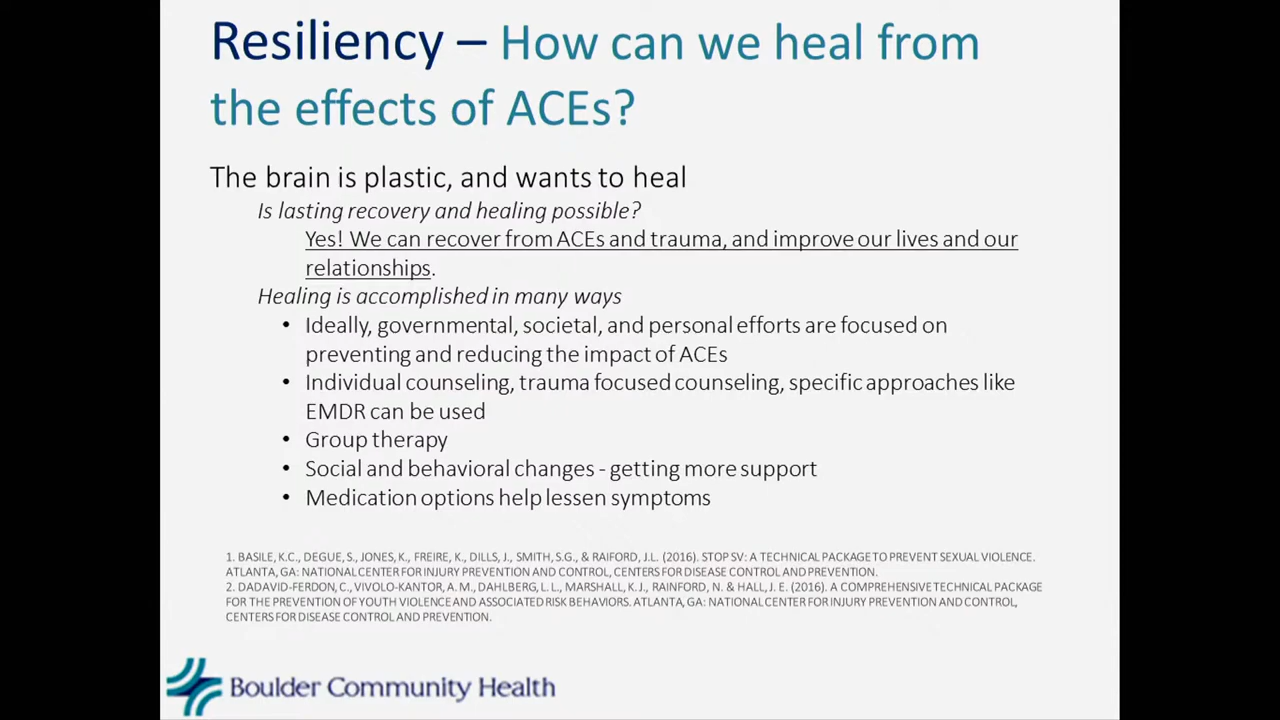 Resiliency – How can we heal from
the effects of ACEs?
The brain is plastic, and wants to heal
Is lasting recovery and healing possible?
Yes! We can recover from ACEs and trauma, and improve our lives and our
relationships.
Healing is accomplished in many ways
• Ideally, governmental, societal, and personal efforts are focused on
preventing and reducing the impact of ACEs
• Individual counseling, trauma focused counseling, specific approaches like
EMDR can be used
• Group therapy
• Social and behavioral changes - getting more support
• Medication options help lessen symptoms
1. BASILE, K.C., DEGUE, S., JONES, K., FREIRE, K., DILLS, J., SMITH, S.G., & RAIFORD, J.L. (2016). STOP SV: A TECHNICAL PACKAGE TO PREVENT SEXUAL VIOLENCE.
ATLANTA, GA: NATIONAL CENTER FOR INJURY PREVENTION AND CONTROL, CENTERS FOR DISEASE CONTROL AND PREVENTION.
2. DADAVID-FERDON, C., VIVOLO-KANTOR, A. M., DAHLBERG, L. L., MARSHALL, K. J., RAINFORD, N. & HALL, J. E. (2016). A COMPREHENSIVE TECHNICAL PACKAGE
FOR THE PREVENTION OF YOUTH VIOLENCE AND ASSOCIATED RISK BEHAVIORS. ATLANTA, GA: NATIONAL CENTER FOR INJURY PREVENTION AND CONTROL,
CENTERS FOR DISEASE CONTROL AND PREVENTION.
Boulder Community Health